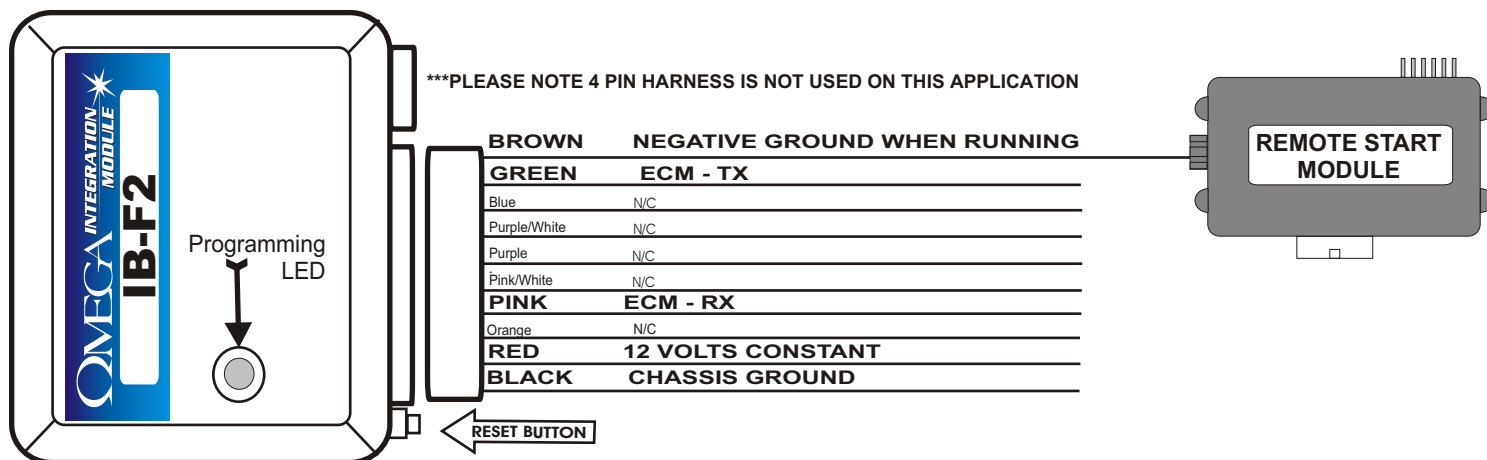 OMEGA INTEGRATION
MODULE
IB-F2
Programming
LED
***PLEASE NOTE 4 PIN HARNESS IS NOT USED ON THIS APPLICATION
BROWN NEGATIVE GROUND WHEN RUNNING
GREEN ECM - TX
Blue N/C
Purple/White N/C
Purple N/C
Pink/White N/C
PINK ECM - RX
Orange N/C
RED 12 VOLTS CONSTANT
BLACK CHASSIS GROUND
RESET BUTTON
REMOTE START
MODULE